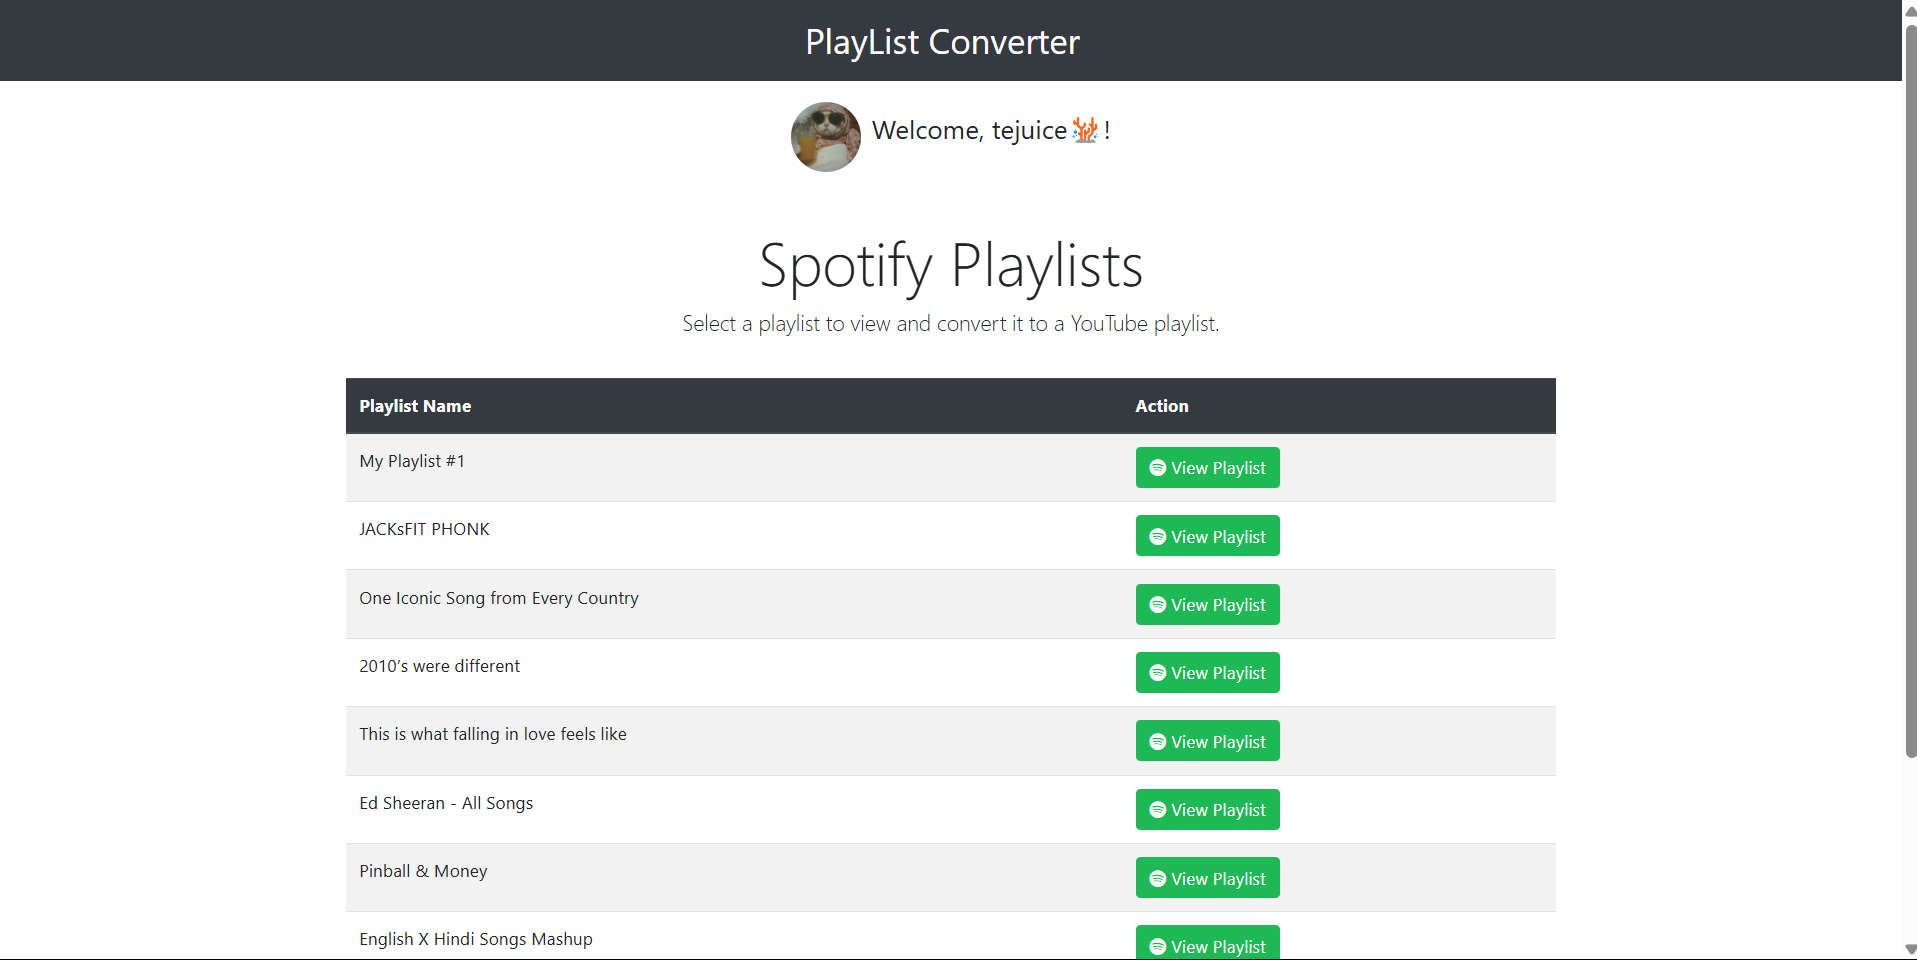 PlayList Converter
Welcome, tejuice🪸!
Spotify Playlists
Select a playlist to view and convert it to a YouTube playlist.
Playlist Name Action
My Playlist #1 View Playlist
JACKsFIT PHONK View Playlist
One Iconic Song from Every Country View Playlist
2010’s were different View Playlist
This is what falling in love feels like View Playlist
Ed Sheeran - All Songs View Playlist
Pinball & Money View Playlist
English X Hindi Songs Mashup View Playlist